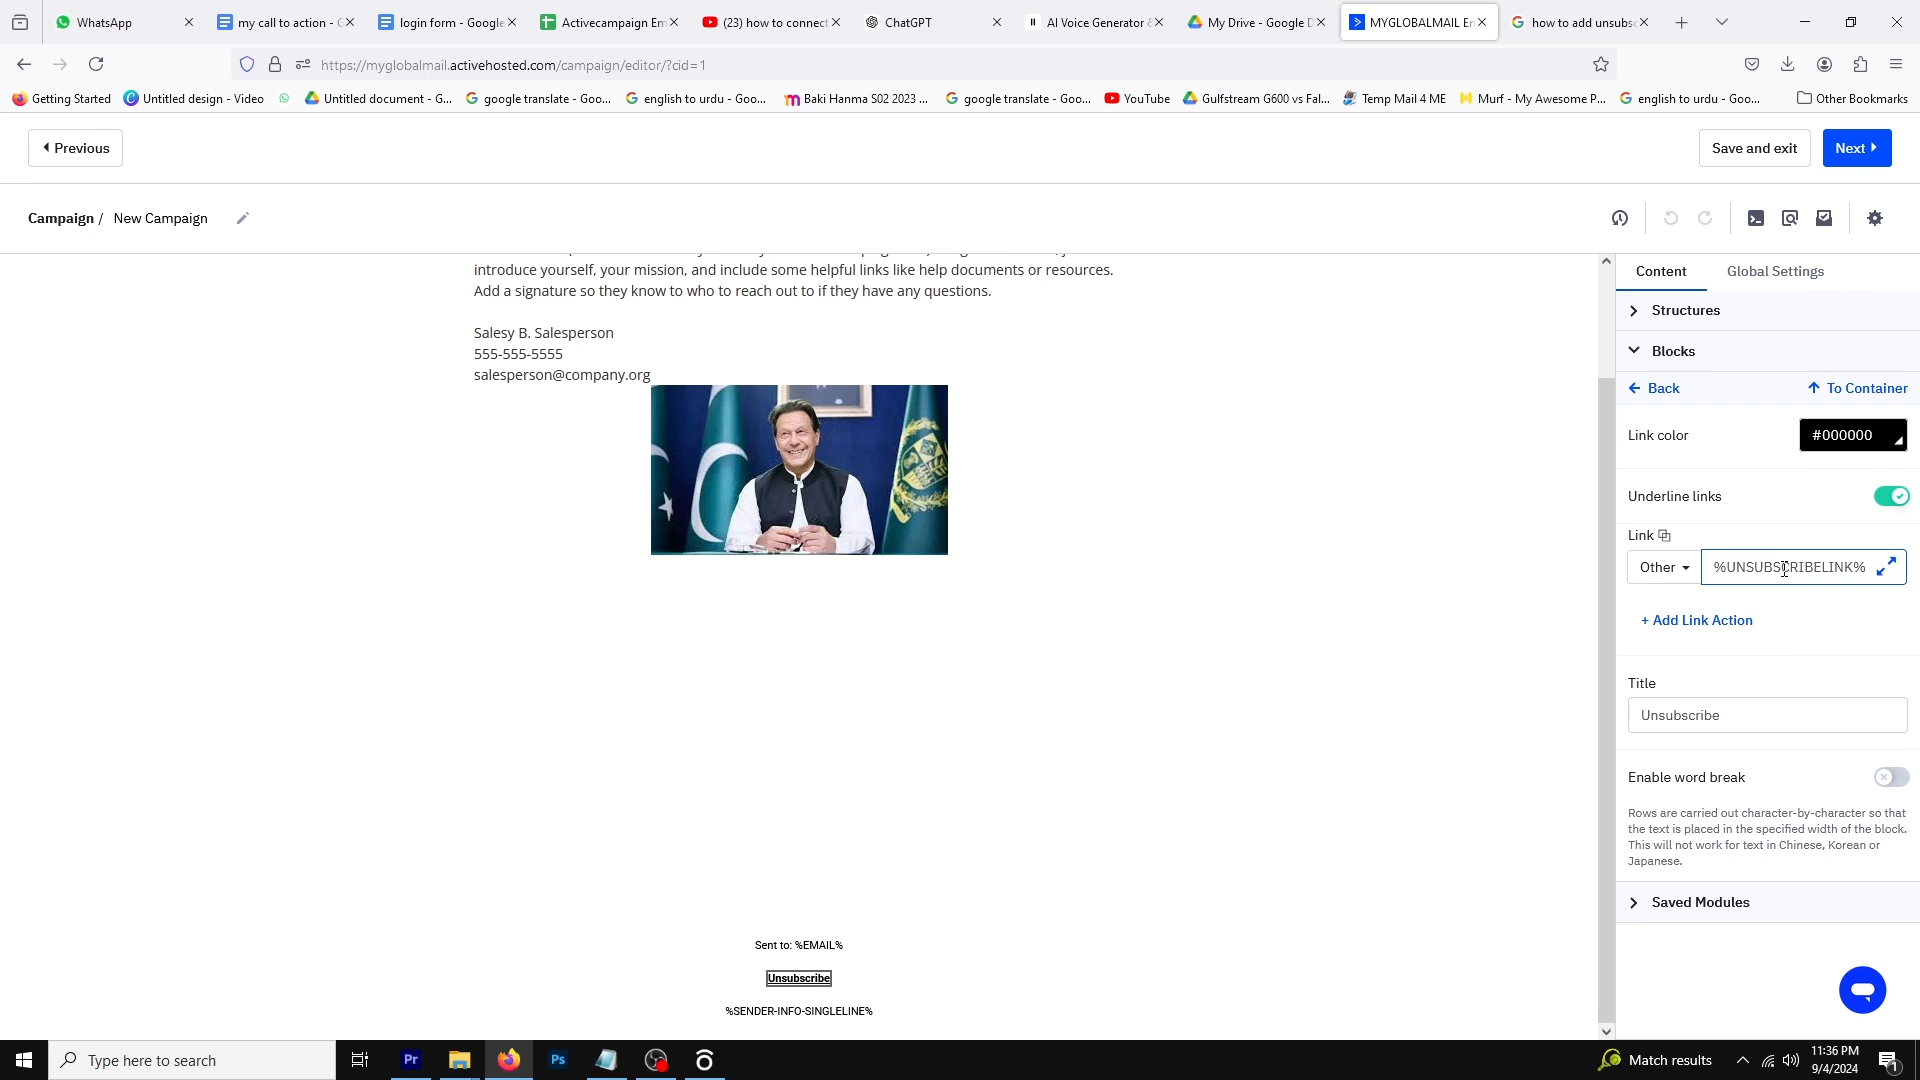 WhatsApp
my call to action - G
login form - Google
Activecampaign Em
(23) how to connect
ChatGPT
AI Voice Generator &
My Drive - Google D
MYGLOBALMAIL En
how to add unsubsc
https://myglobalmail.activehosted.com/campaign/editor/?cid=1
Getting Started
Untitled design - Video
Untitled document - G...
google translate - Goo...
english to urdu - Goo...
Baki Hanma S02 2023 ...
google translate - Goo...
YouTube
Gulfstream G600 vs Fal...
Temp Mail 4 ME
Murf - My Awesome P...
english to urdu - Goo...
Other Bookmarks
Previous
Save and exit
Next
Campaign / New Campaign
introduce yourself, your mission, and include some helpful links like help documents or resources.
Add a signature so they know to who to reach out to if they have any questions.
Salesy B. Salesperson
555-555-5555
salesperson@company.org
Sent to: %EMAIL%
Unsubscribe
%SENDER-INFO-SINGLELINE%
Content
Global Settings
Structures
Blocks
Back
To Container
Link color
#000000
Underline links
Link
Other
%UNSUBSCRIBELINK%
+ Add Link Action
Title
Unsubscribe
Enable word break
Rows are carried out character-by-character so that
the text is placed in the specified width of the block.
This will not work for text in Chinese, Korean or
Japanese.
Saved Modules
Type here to search
Pr
Ps
Match results
11:36 PM
9/4/2024
1